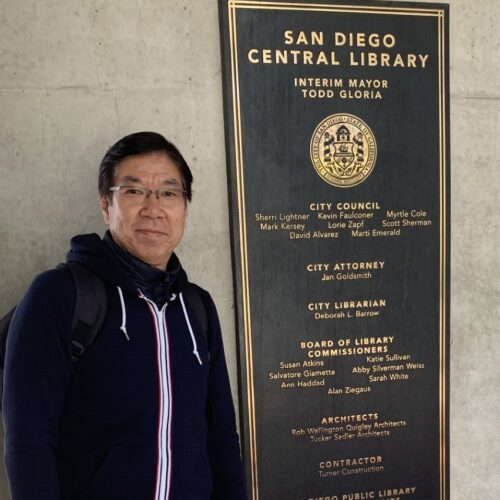 SAN DIEGO
CENTRAL LIBRARY
INTERIM MAYOR
TODD GLORIA
CITY COUNCIL
Sherri Lightner Kevin Faulconer Myrtle Cole
Mark Kersey Lorie Zapf Scott Sherman
David Alvarez Marti Emerald
CITY ATTORNEY
Jan Goldsmith
CITY LIBRARIAN
Deborah L. Barrow
BOARD OF LIBRARY
COMMISSIONERS
Susan Atkins Katie Sullivan
Salvatore Giametta Abby Silverman Weiss
Ann Haddad Sarah White
Alan Ziegaus
ARCHITECTS
Rob Wellington Quigley Architects
Tucker Sadler Architects
CONTRACTOR
Turner Construction
DIEGO PUBLIC LIBRARY